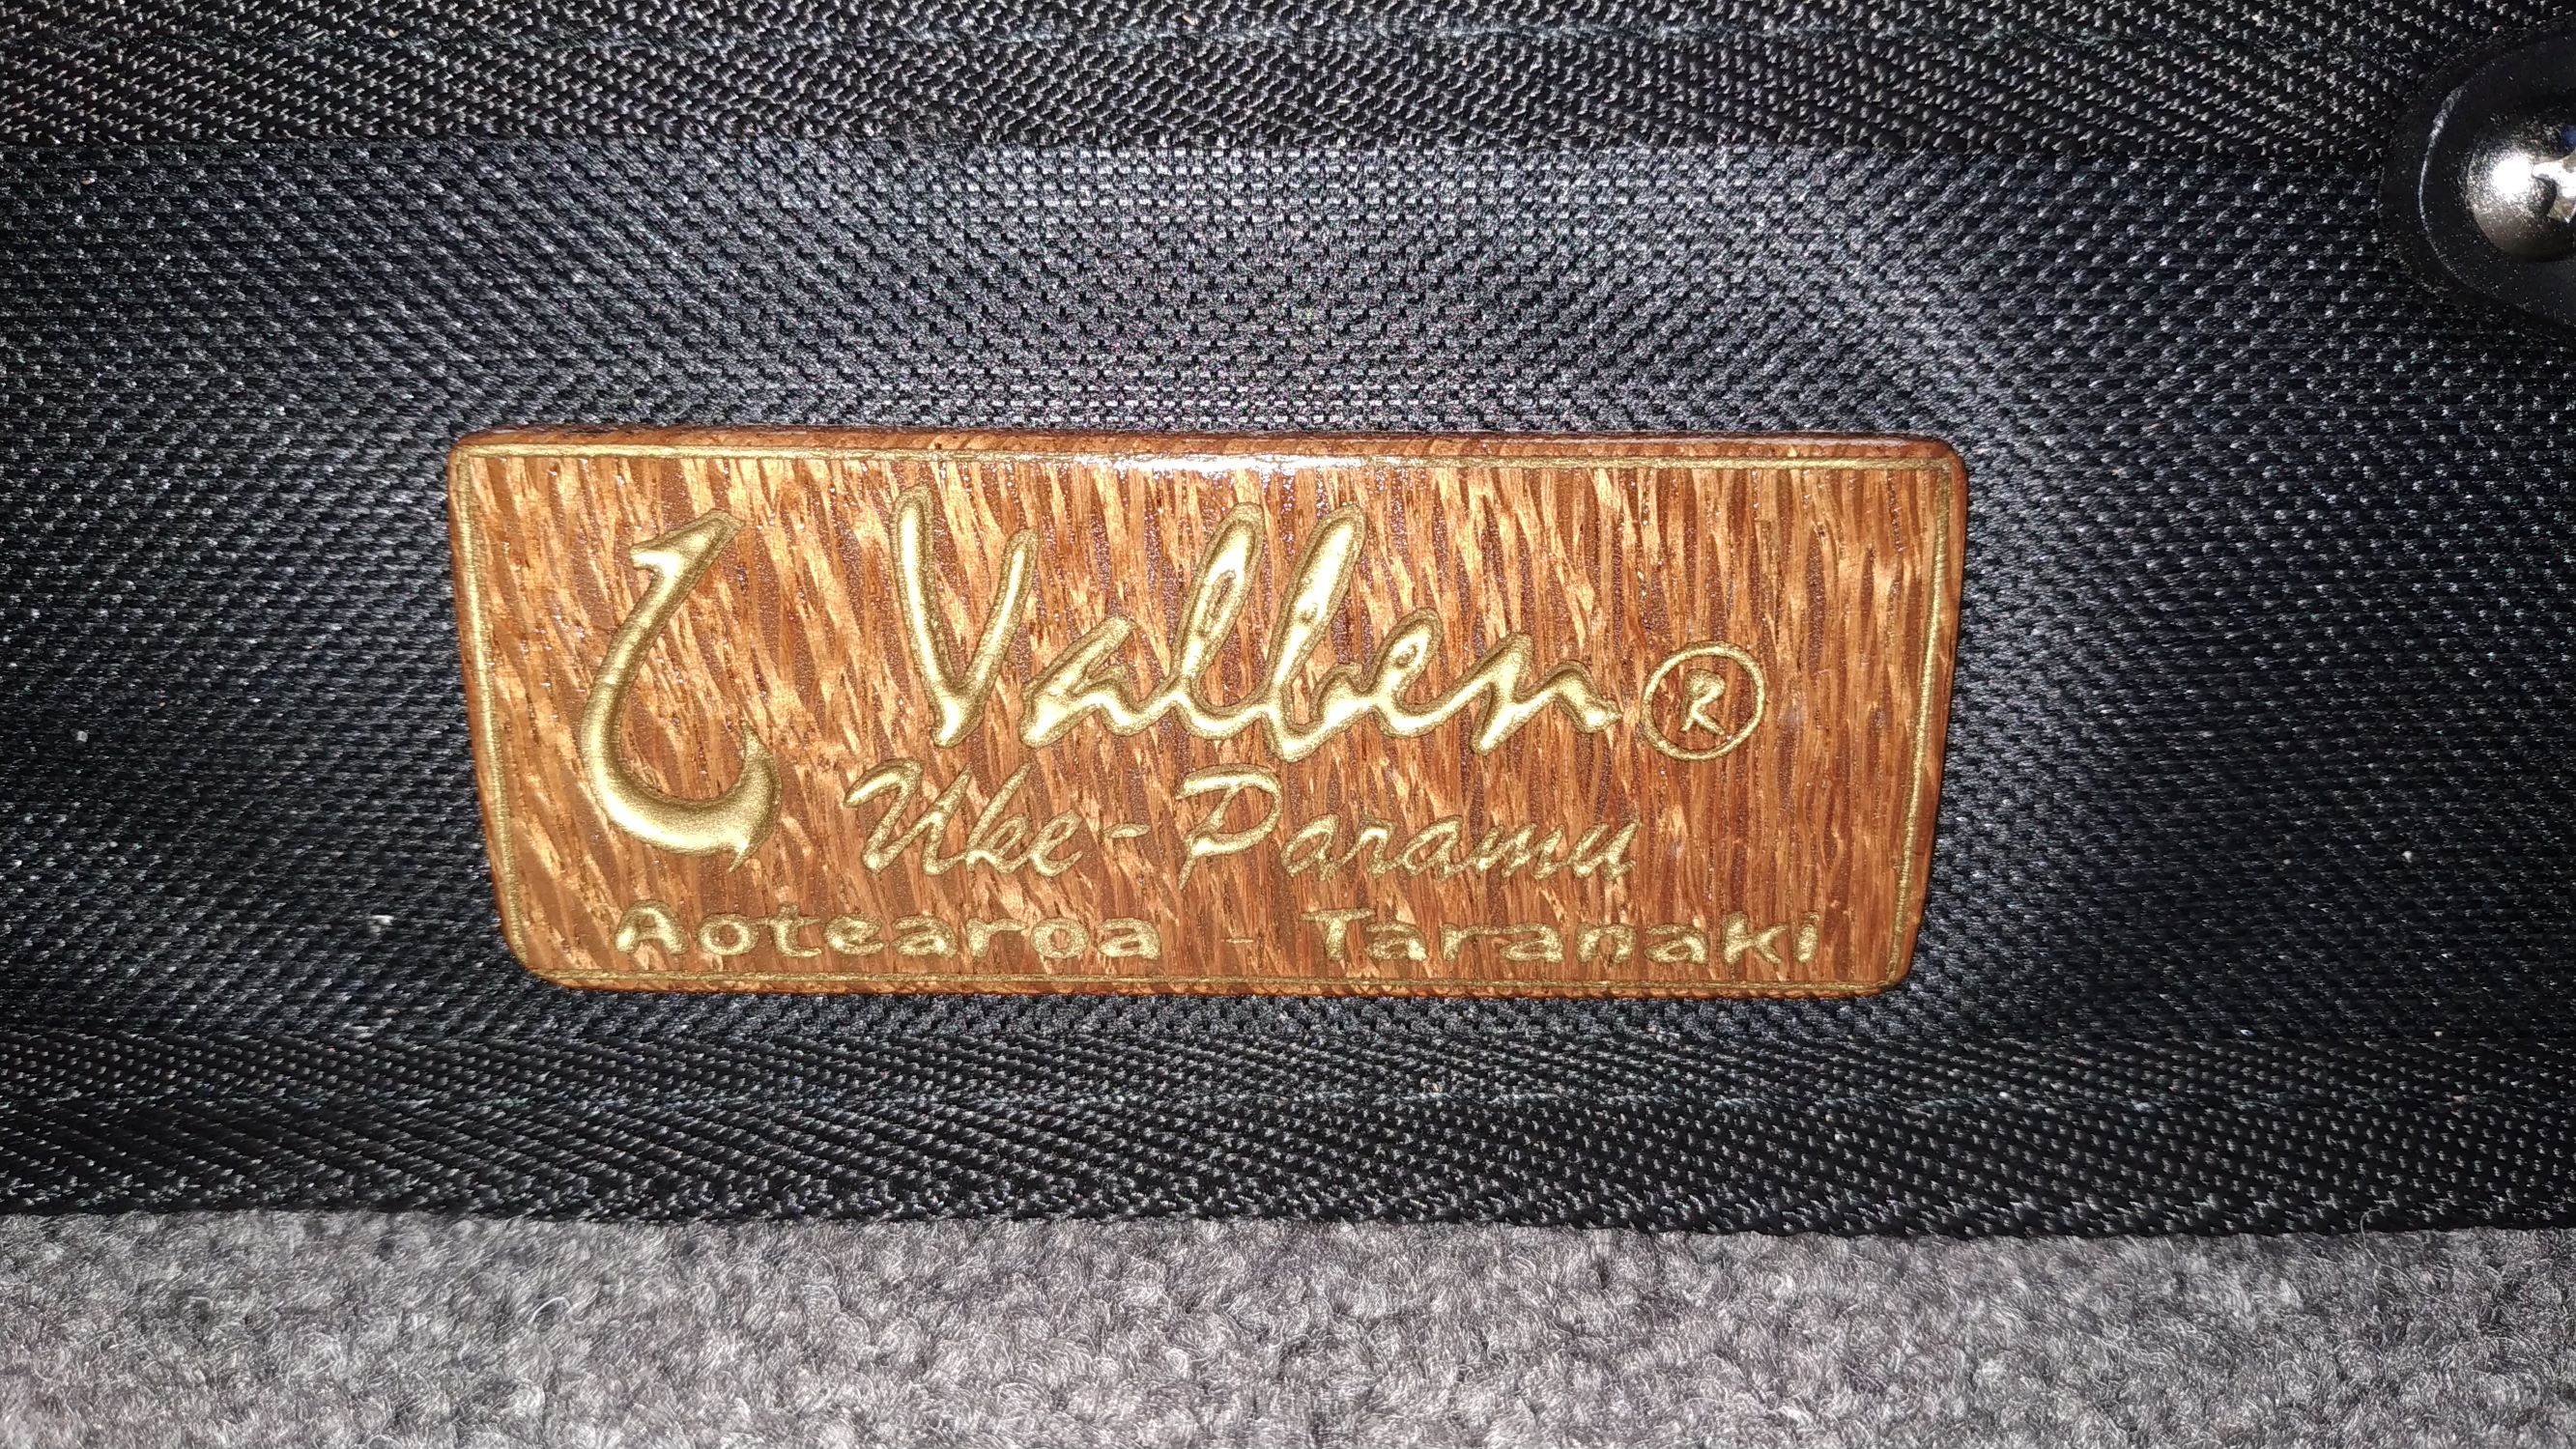 Valben ®
Uke - Paramu
Aotearoa - Taranaki